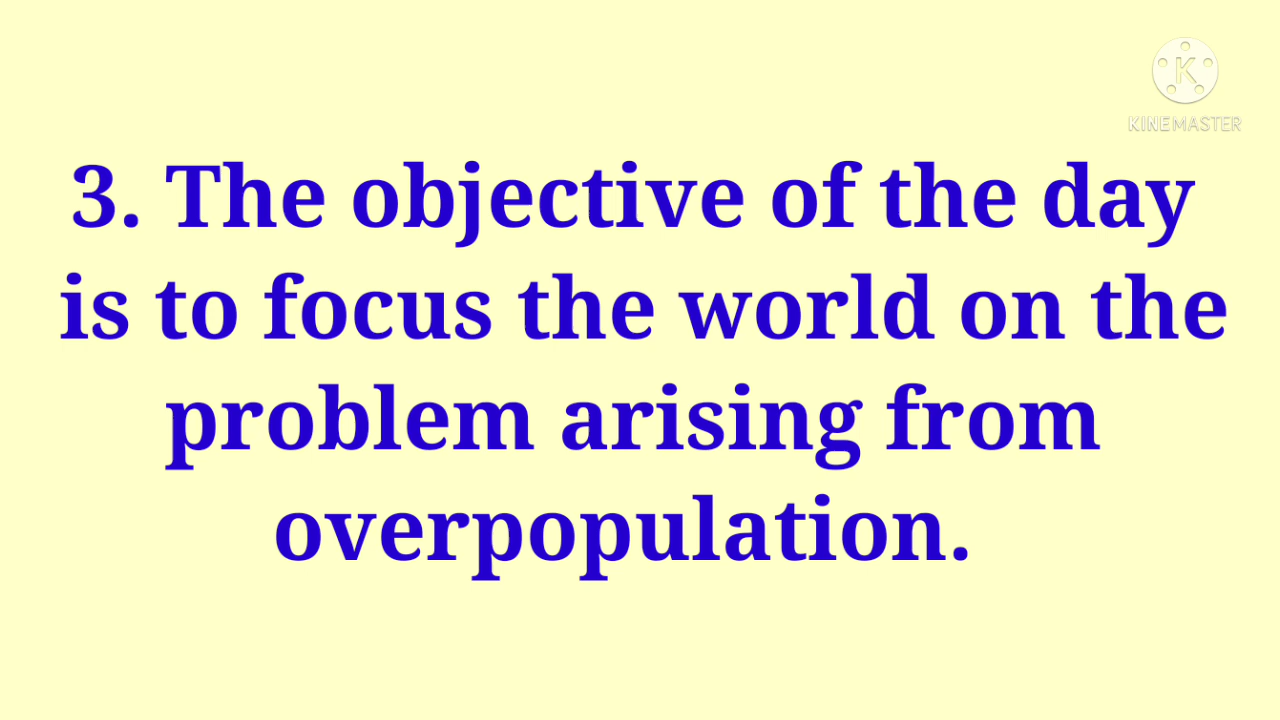 KINEMASTER
3. The objective of the day
is to focus the world on the
problem arising from
overpopulation.